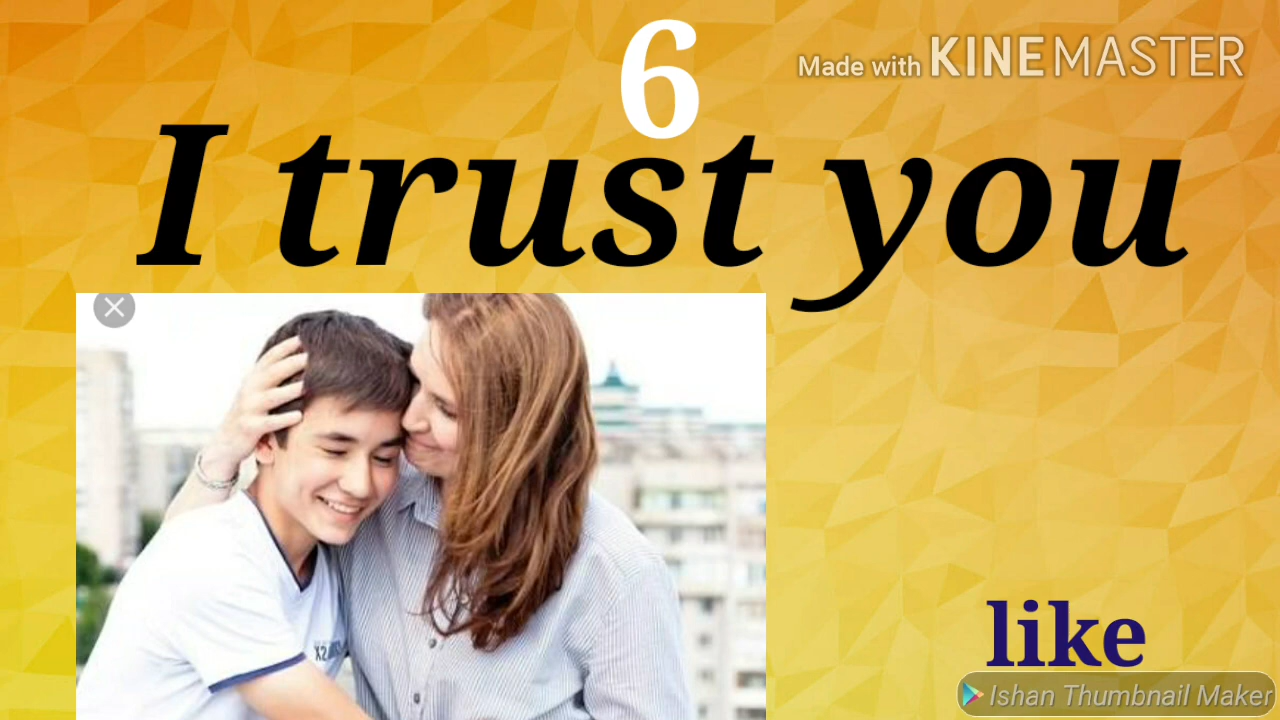 6
Made with KINEMASTER
I trust you
like
Ishan Thumbnail Maker